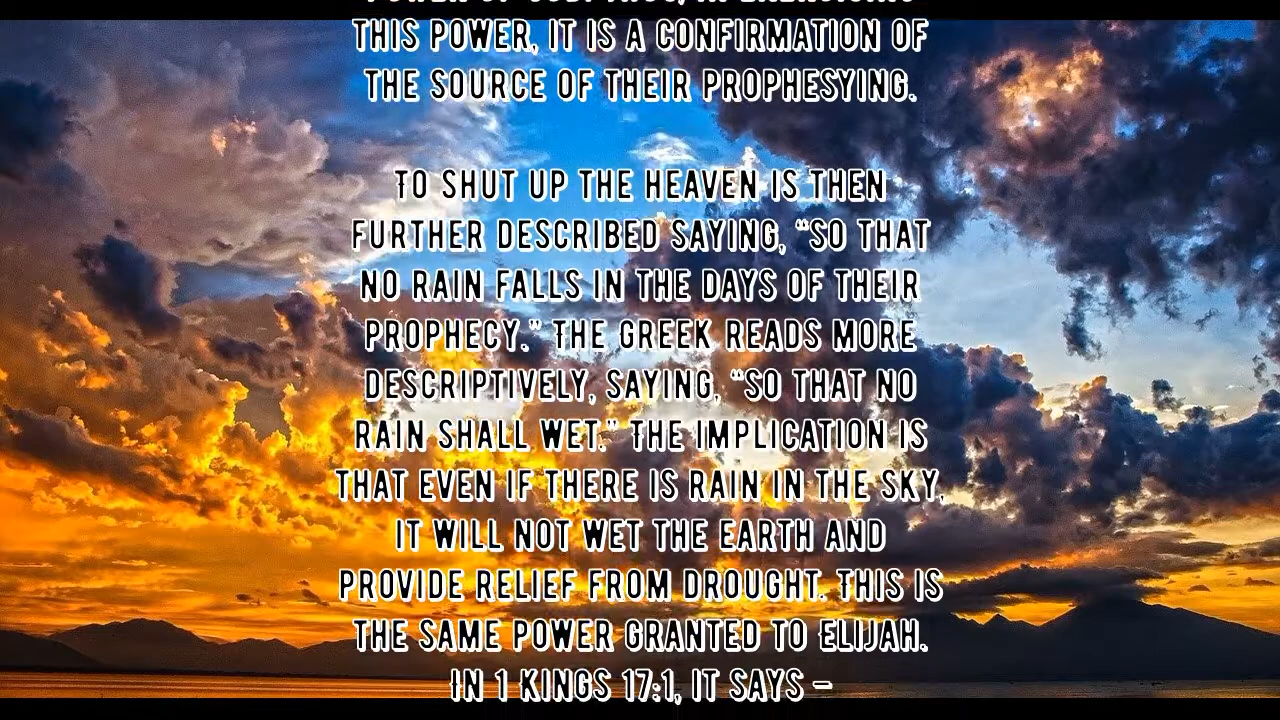 THIS POWER, IT IS A CONFIRMATION OF
THE SOURCE OF THEIR PROPHESYING.
TO SHUT UP THE HEAVEN IS THEN
FURTHER DESCRIBED SAYING, “SO THAT
NO RAIN FALLS IN THE DAYS OF THEIR
PROPHECY.” THE GREEK READS MORE
DESCRIPTIVELY, SAYING, “SO THAT NO
RAIN SHALL WET.” THE IMPLICATION IS
THAT EVEN IF THERE IS RAIN IN THE SKY,
IT WILL NOT WET THE EARTH AND
PROVIDE RELIEF FROM DROUGHT. THIS IS
THE SAME POWER GRANTED TO ELIJAH.
IN 1 KINGS 17:1, IT SAYS –